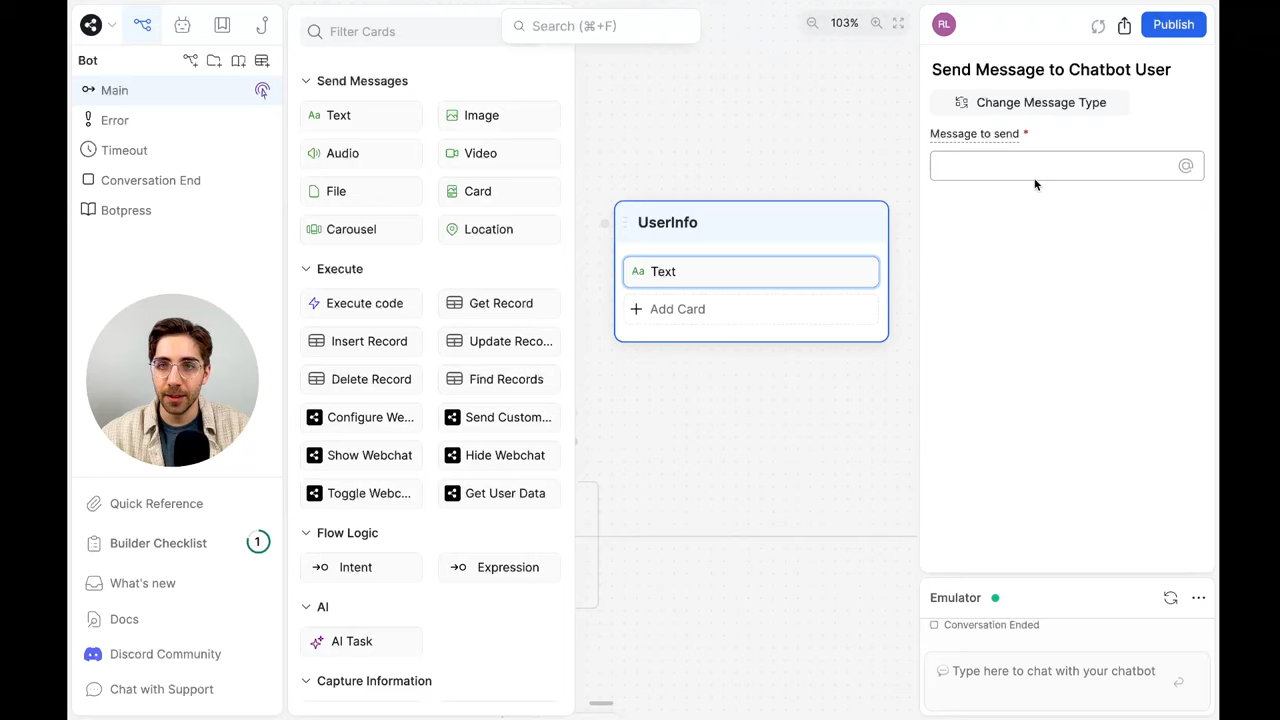 Bot
Main
Error
Timeout
Conversation End
Botpress
Quick Reference
Builder Checklist
1
What's new
Docs
Discord Community
Chat with Support
Filter Cards
Search (⌘+F)
103%
Send Messages
Aa Text
Image
Audio
Video
File
Card
Carousel
Location
Execute
Execute code
Get Record
Insert Record
Update Reco...
Delete Record
Find Records
Configure We...
Send Custom...
Show Webchat
Hide Webchat
Toggle Webc...
Get User Data
Flow Logic
Intent
Expression
AI
AI Task
Capture Information
UserInfo
Aa Text
+ Add Card
RL
Publish
Send Message to Chatbot User
Change Message Type
Message to send *
@
Emulator
Conversation Ended
Type here to chat with your chatbot